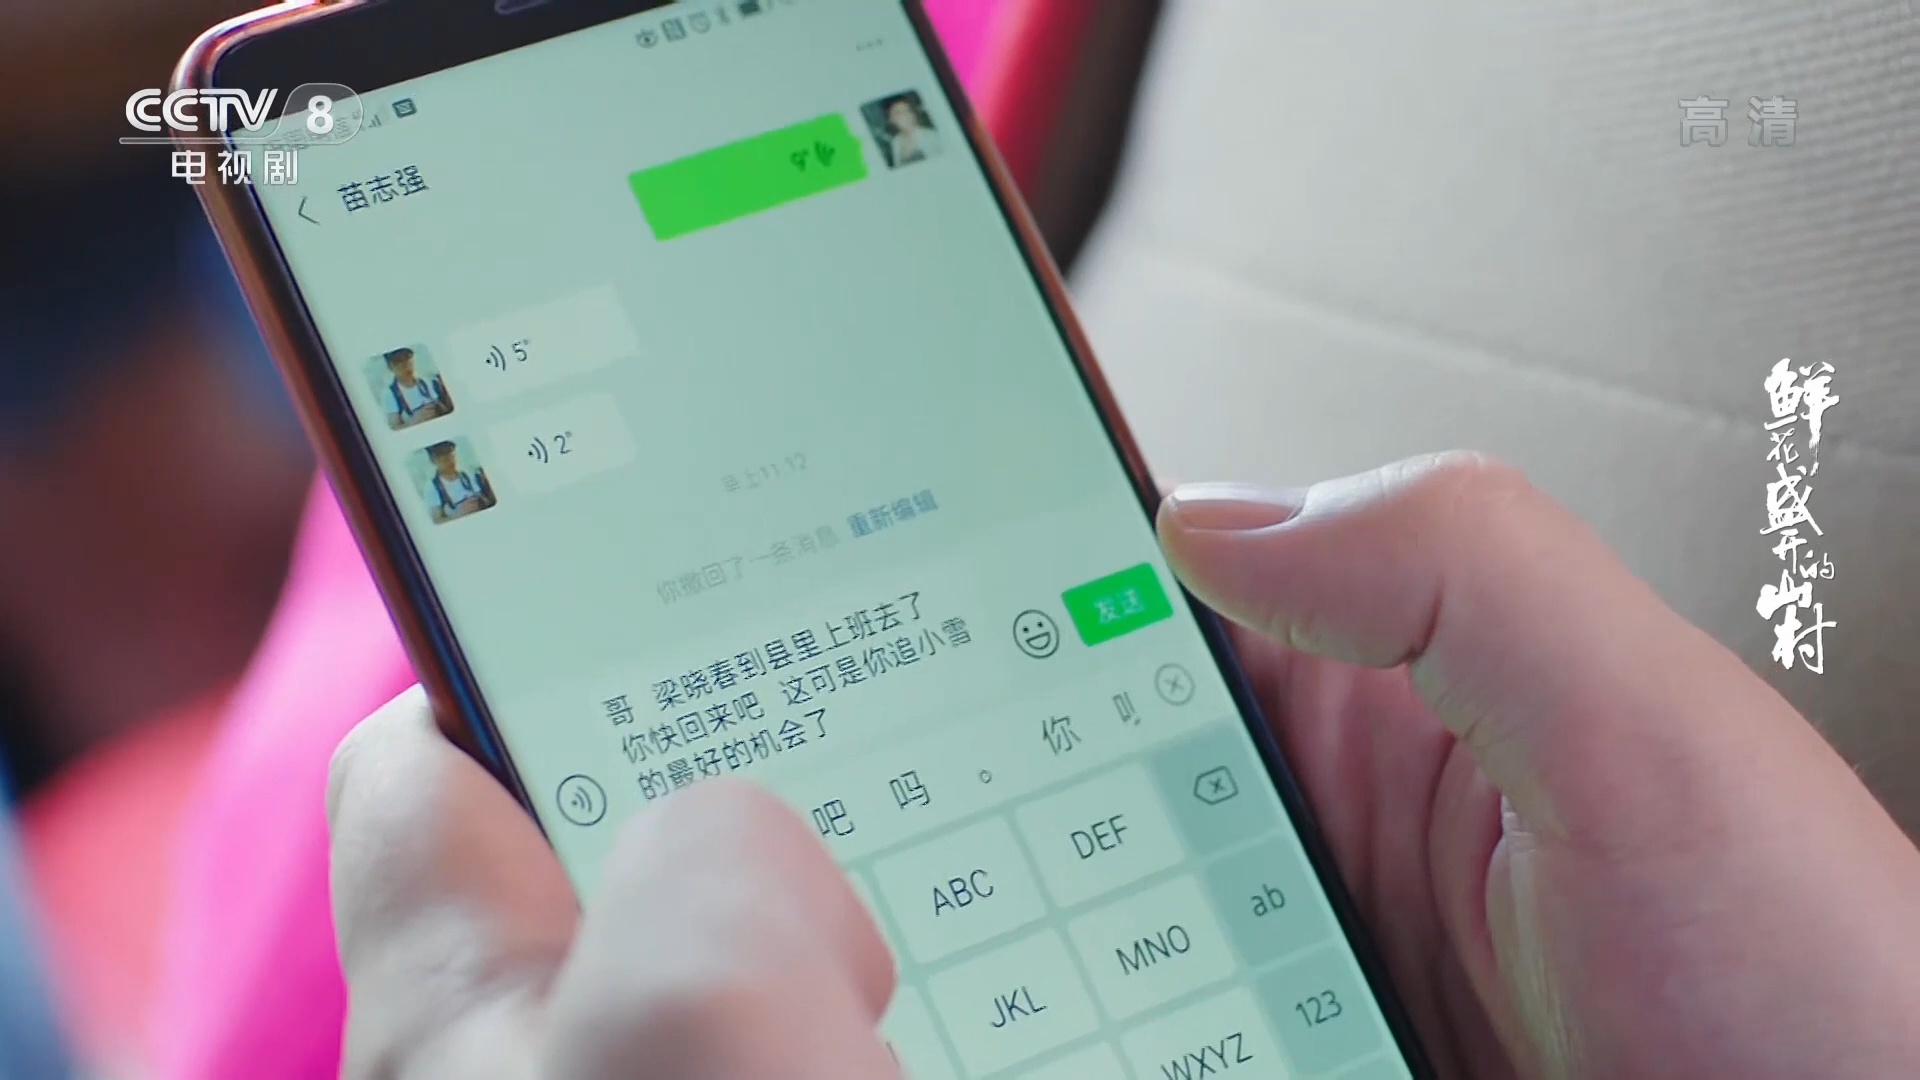 CCTV 8
电视剧
高清
苗志强
9"
5"
2"
早上11:12
你撤回了一条消息 重新编辑
哥 梁晓春到县里上班去了
你快回来吧 这可是你追小雪
的最好的机会了
发送
吧 吗 。 你
ABC DEF
JKL MNO ab
WXYZ 123
鲜花盛开的山村